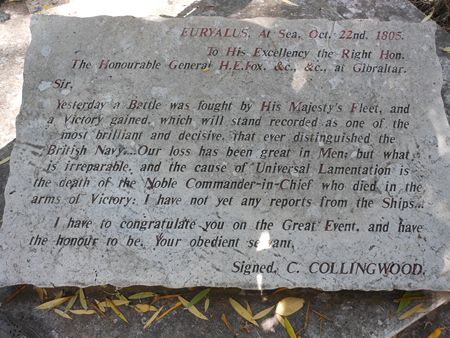 EURYALUS, At Sea, Oct. 22nd. 1805.
To His Excellency the Right Hon.
The Honourable General H.E.Fox, &c., &c., at Gibraltar.
Sir,
Yesterday a Battle was fought by His Majesty's Fleet, and
a Victory gained, which will stand recorded as one of the
most brilliant and decisive, that ever distinguished the
British Navy...Our loss has been great in Men; but what
is irreparable, and the cause of Universal Lamentation is
the death of the Noble Commander-in-Chief who died in the
arms of Victory; I have not yet any reports from the Ships...
I have to congratulate you on the Great Event, and have
the honour to be, Your obedient servant,
Signed, C. COLLINGWOOD.